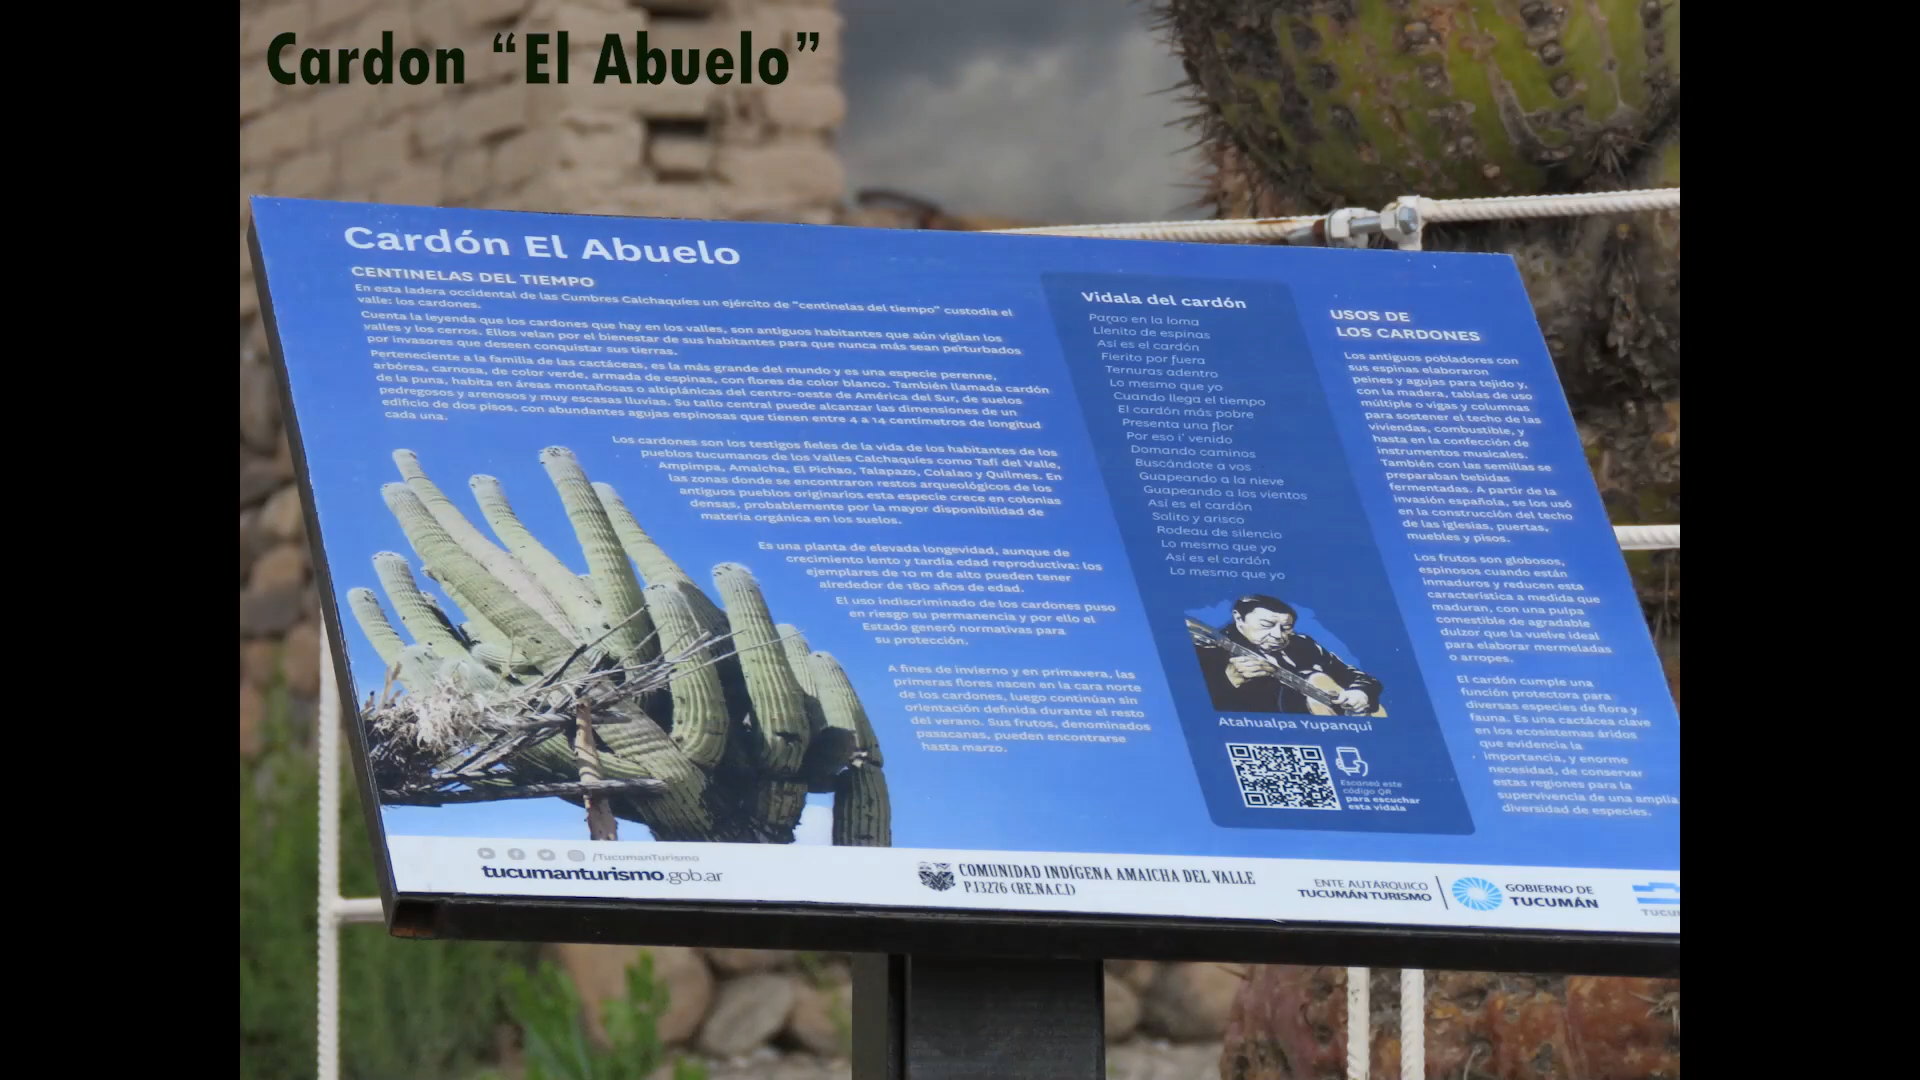 Cardon “El Abuelo”
Cardón El Abuelo
CENTINELAS DEL TIEMPO
En esta ladera occidental de las Cumbres Calchaquíes un ejército de "centinelas del tiempo" custodia el
valle: los cardones.
Cuenta la leyenda que los cardones que hay en los valles, son antiguos habitantes que aún vigilan los
valles y los cerros. Ellos velan por el bienestar de sus habitantes para que nunca más sean perturbados
por invasores que deseen conquistar sus tierras.
Perteneciente a la familia de las cactáceas, es la más grande del mundo y es una especie perenne,
arbórea, carnosa, de color verde, armada de espinas, con flores de color blanco. También llamada cardón
de la puna, habita en áreas montañosas o altiplánicas del centro-oeste de América del Sur, de suelos
pedregosos y arenosos y muy escasas lluvias. Su tallo central puede alcanzar las dimensiones de un
edificio de dos pisos, con abundantes agujas espinosas que tienen entre 4 a 14 centímetros de longitud
cada una.
Los cardones son los testigos fieles de la vida de los habitantes de los
pueblos tucumanos de los Valles Calchaquíes como Tafí del Valle,
Ampimpa, Amaicha, El Pichao, Talapazo, Colalao y Quilmes. En
las zonas donde se encontraron restos arqueológicos de los
antiguos pueblos originarios esta especie crece en colonias
densas, probablemente por la mayor disponibilidad de
materia orgánica en los suelos.
Es una planta de elevada longevidad, aunque de
crecimiento lento y tardía edad reproductiva: los
ejemplares de 10 m de alto pueden tener
alrededor de 180 años de edad.
El uso indiscriminado de los cardones puso
en riesgo su permanencia y por ello el
Estado generó normativas para
su protección.
A fines de invierno y en primavera, las
primeras flores nacen en la cara norte
de los cardones, luego continúan sin
orientación definida durante el resto
del verano. Sus frutos, denominados
pasacanas, pueden encontrarse
hasta marzo.
Vidala del cardón
Parao en la loma
Llenito de espinas
Así es el cardón
Fierito por fuera
Ternuras adentro
Lo mesmo que yo
Cuando llega el tiempo
El cardón más pobre
Presenta una flor
Por eso i' venido
Domando caminos
Buscándote a vos
Guapeando a la nieve
Guapeando a los vientos
Así es el cardón
Solito y arisco
Rodeau de silencio
Lo mesmo que yo
Así es el cardón
Lo mesmo que yo
Atahualpa Yupanqui
Escaneá este
código QR
para escuchar
esta vidala
USOS DE
LOS CARDONES
Los antiguos pobladores con
sus espinas elaboraron
peines y agujas para tejido y,
con la madera, tablas de uso
múltiple o vigas y columnas
para sostener el techo de las
viviendas, combustible, y
hasta en la confección de
instrumentos musicales.
También con las semillas se
preparaban bebidas
fermentadas. A partir de la
invasión española, se los usó
en la construcción del techo
de las iglesias, puertas,
muebles y pisos.
Los frutos son globosos,
espinosos cuando están
inmaduros y reducen esta
característica a medida que
maduran, con una pulpa
comestible de agradable
dulzor que la vuelve ideal
para elaborar mermeladas
o arropes.
El cardón cumple una
función protectora para
diversas especies de flora y
fauna. Es una cactácea clave
en los ecosistemas áridos
que evidencia la
importancia, y enorme
necesidad, de conservar
estas regiones para la
supervivencia de una amplia
diversidad de especies.
/TucumanTurismo
tucumanturismo.gob.ar
COMUNIDAD INDÍGENA AMAICHA DEL VALLE
P.J3276 (RE.NA.C.I)
ENTE AUTÁRQUICO
TUCUMÁN TURISMO
GOBIERNO DE
TUCUMÁN